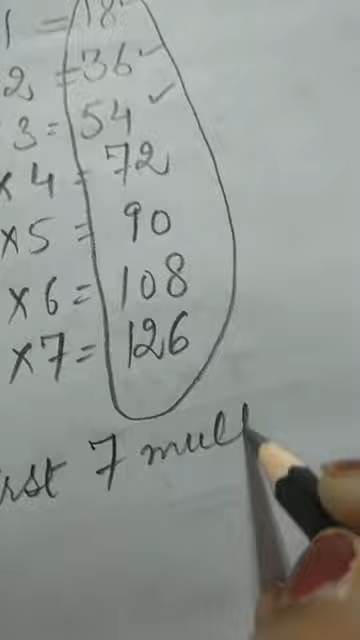 1 = 18
2 = 36
3 = 54
x 4 = 72
x 5 = 90
x 6 = 108
x 7 = 126
rst 7 mul